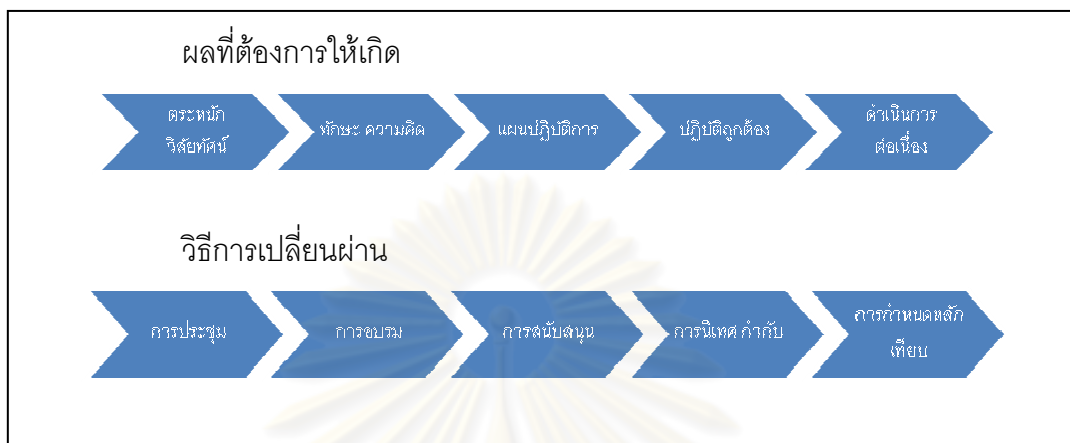 ผลที่ต้องการให้เกิด
ตระหนัก
วิสัยทัศน์
ทักษะ ความคิด
แผนปฏิบัติการ
ปฏิบัติถูกต้อง
ดำเนินการ
ต่อเนื่อง
วิธีการเปลี่ยนผ่าน
การประชุม
การอบรม
การสนับสนุน
การนิเทศ กำกับ
การกำหนดหลัก
เทียบ